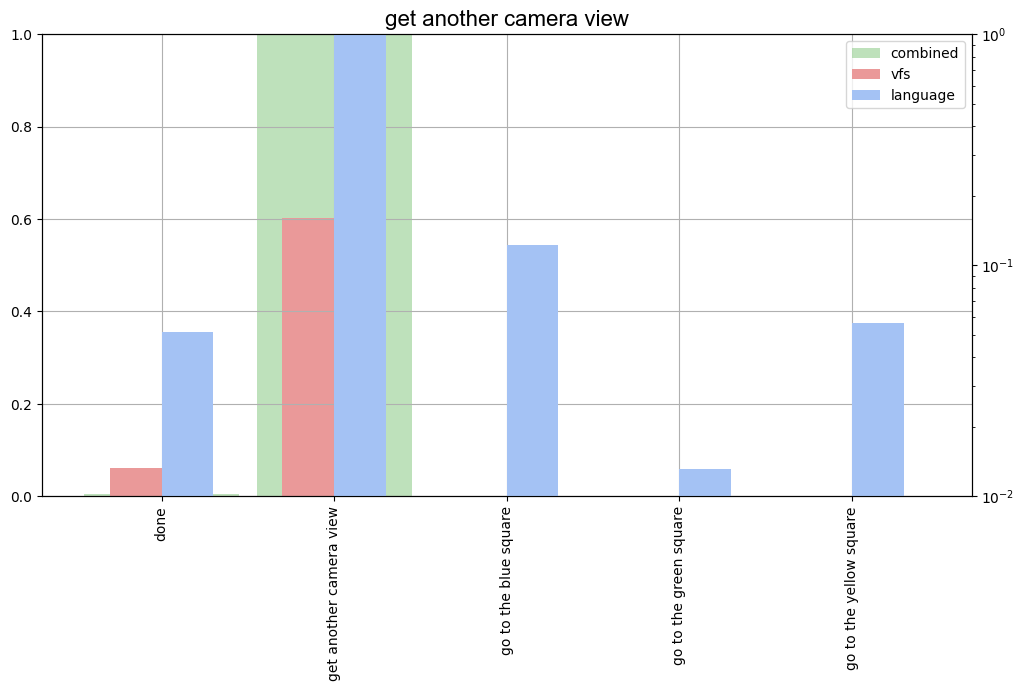 get another camera view
combined
vfs
language
1.0
0.8
0.6
0.4
0.2
0.0
10⁰
10⁻¹
10⁻²
done
get another camera view
go to the blue square
go to the green square
go to the yellow square